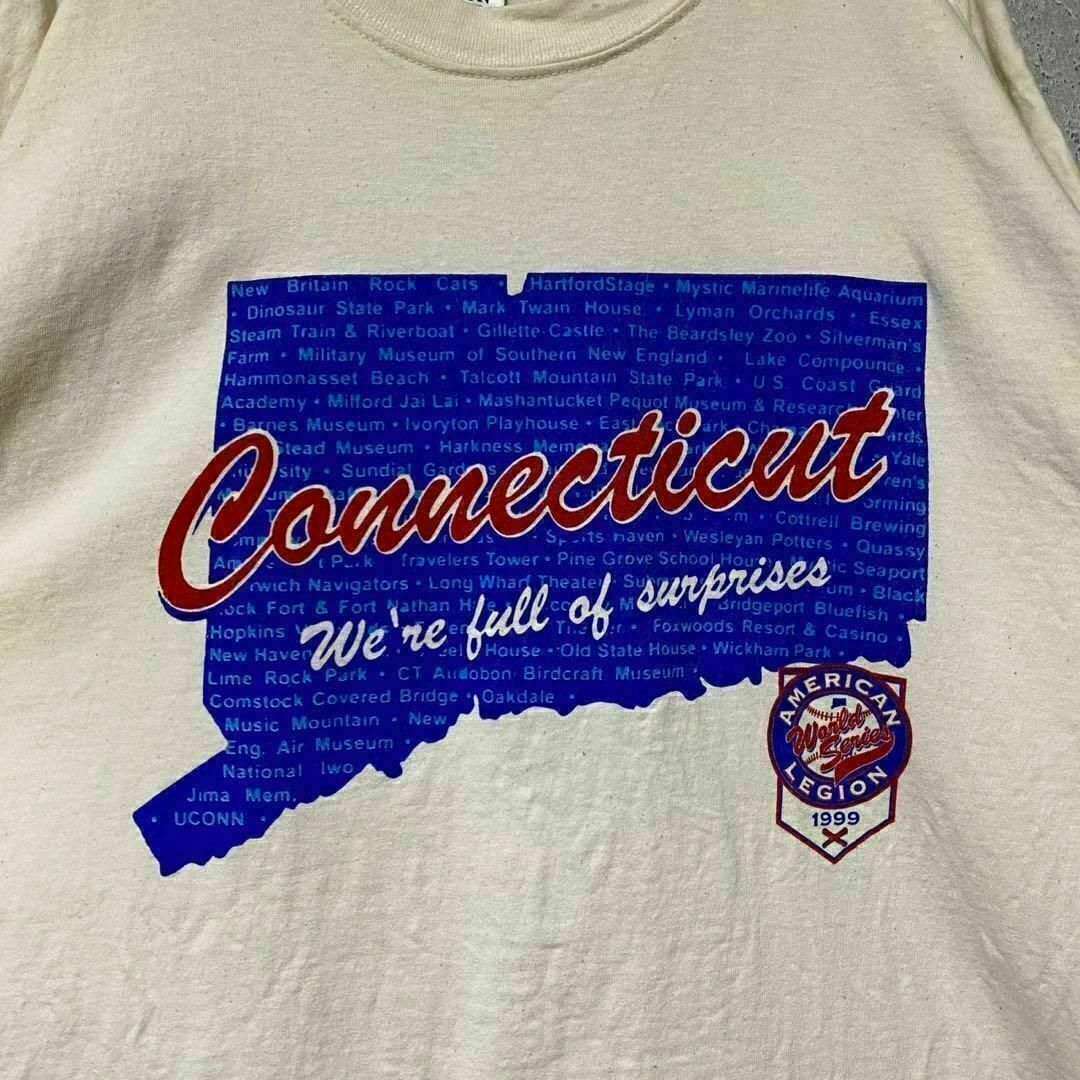 New Britain Rock Cats • HartfordStage • Mystic Marinelife Aquarium
• Dinosaur State Park • Mark Twain House • Lyman Orchards • Essex
Steam Train & Riverboat • Gillette Castle • The Beardsley Zoo • Silverman's
Farm • Military Museum of Southern New England • Lake Compounce •
Hammonasset Beach • Talcott Mountain State Park • U.S. Coast Guard
Academy • Milford Jai Lai • Mashantucket Pequot Museum & Research
• Barnes Museum • Ivoryton Playhouse •
Stead Museum • Harkness
Yale
• Sundial
Connecticut
Cottrell Brewing
• Wesleyan Potters • Quassy
Park • Travelers Tower • Pine Grove School House • Seaport
Navigators • Long Wharf Theater •
• Black
Fort & Fort Nathan
Bridgeport Bluefish •
We're full of surprises
Hopkins
• Foxwoods Resort & Casino •
New Haven
House • Old State House • Wickham Park •
Lime Rock Park • CT Audobon Birdcraft Museum •
Comstock Covered Bridge • Oakdale •
Music Mountain • New
Eng. Air Museum •
National Iwo
Jima Mem.
• UCONN •
AMERICAN
World
Series
LEGION
1999